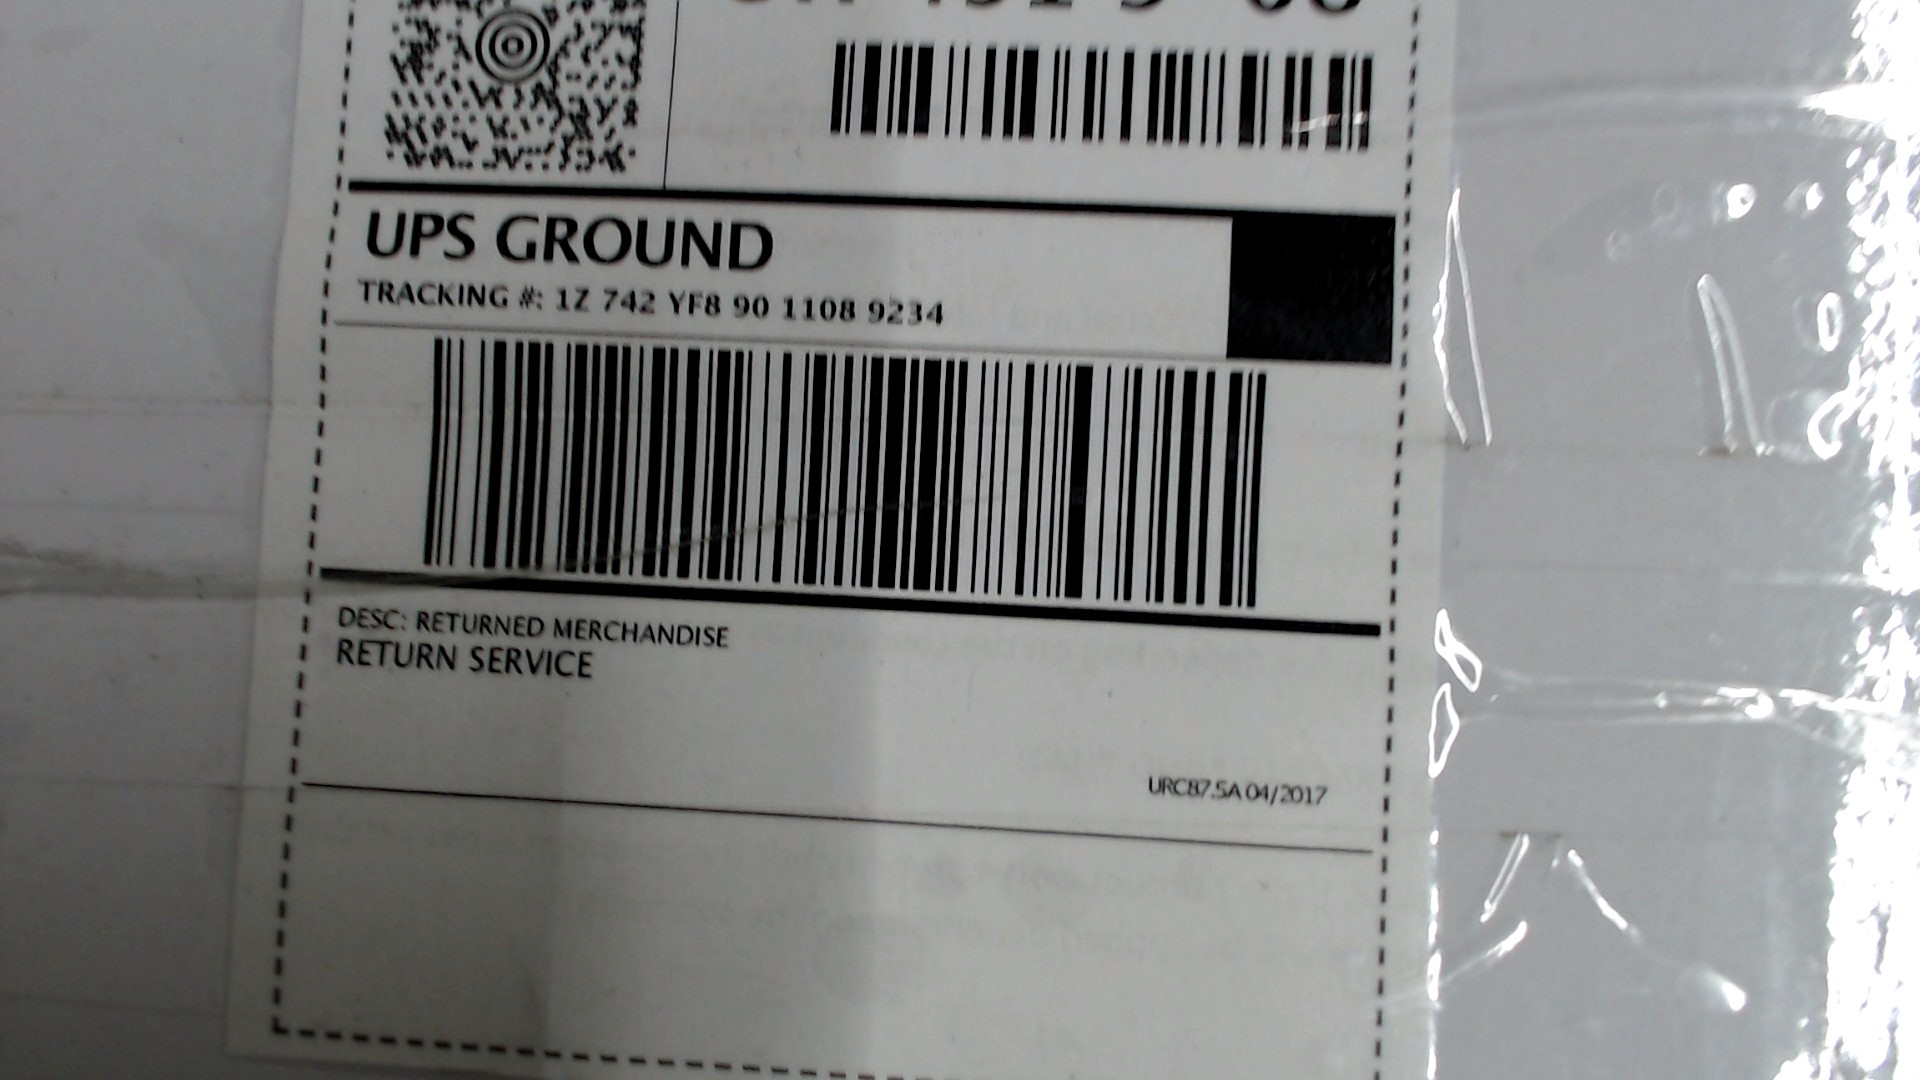 UPS GROUND
TRACKING #: 1Z 742 YF8 90 1108 9234
DESC: RETURNED MERCHANDISE
RETURN SERVICE
URC87.5A 04/2017